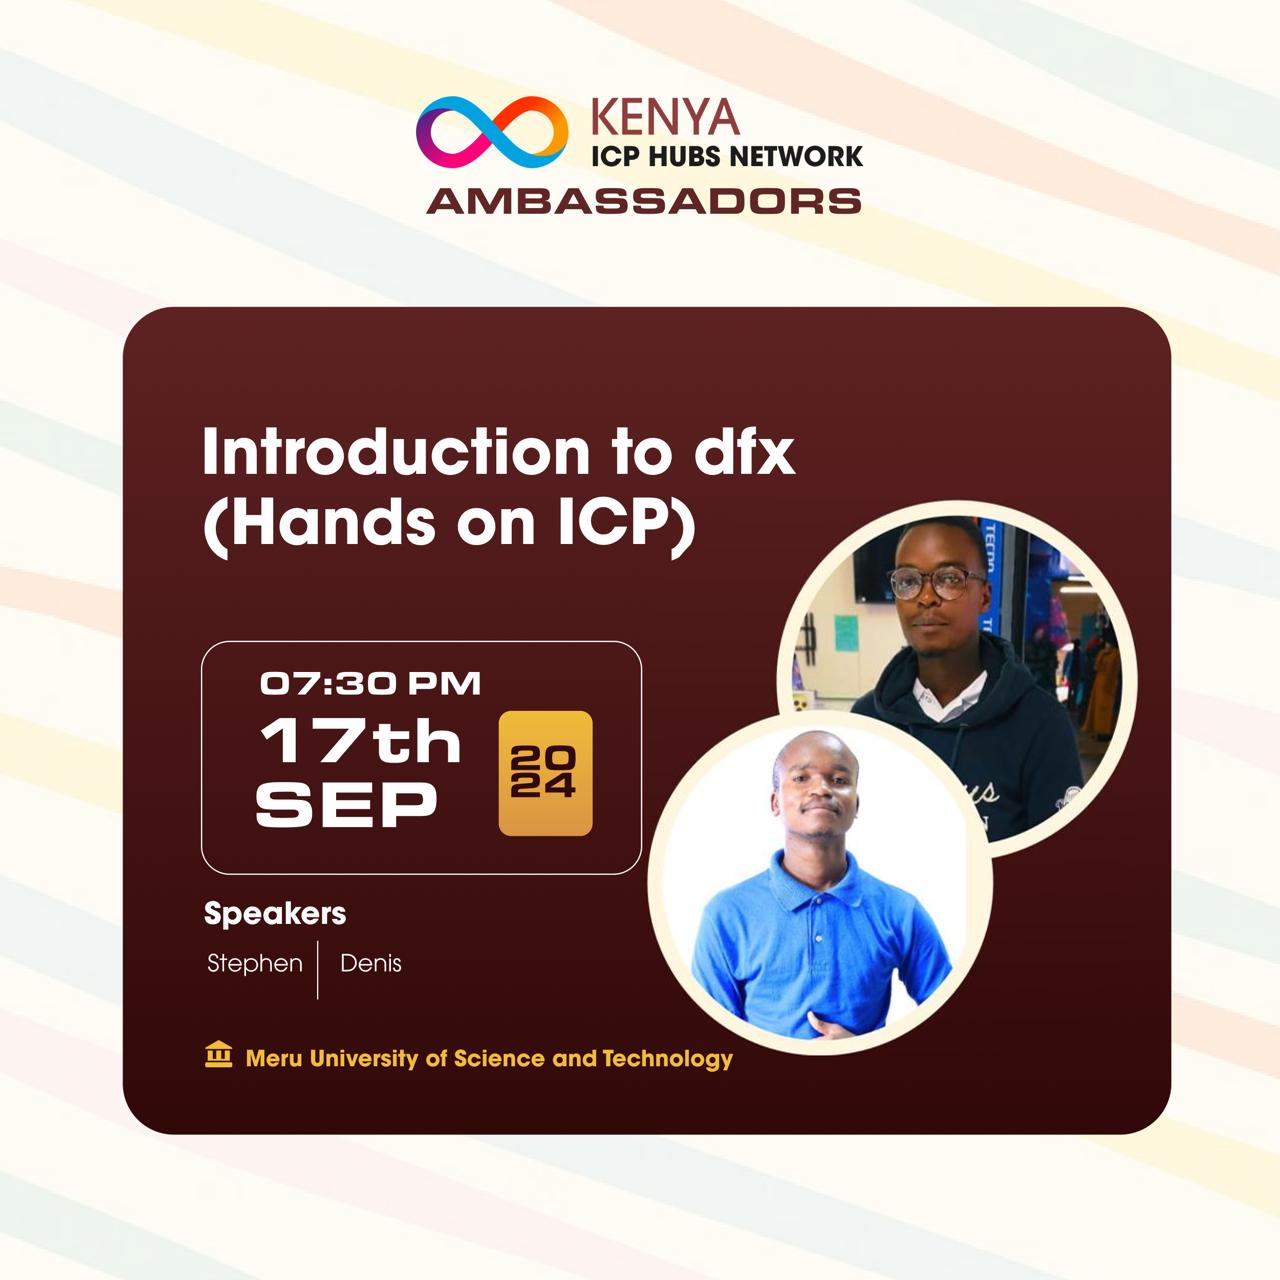 KENYA
ICP HUBS NETWORK
AMBASSADORS
Introduction to dfx
(Hands on ICP)
07:30 PM
17th
SEP
20
24
Speakers
Stephen
Denis
Meru University of Science and Technology
TECNO